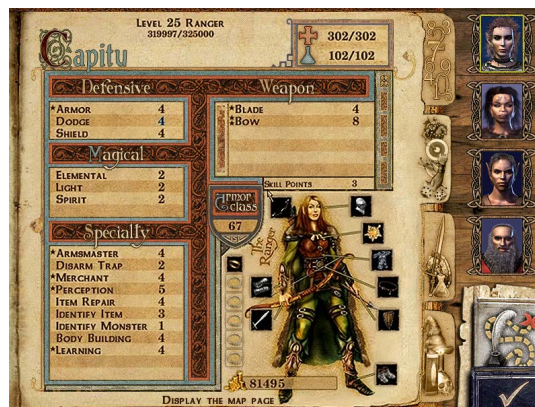 Level 25 Ranger
319997/325000
302/302
102/102
Capitu
Defensive
*Armor 4
Dodge 4
Shield 4
Magical
Elemental 2
Light 2
Spirit 2
Specialty
*Armsmaster 4
Disarm Trap 2
*Merchant 4
*Perception 5
Item Repair 4
Identify Item 3
Identify Monster 1
Body Building 4
*Learning 4
Weapon
*Blade 4
*Bow 8
Skill Points 3
Armor
Class
67
The
Ranger
81495
Display the map page